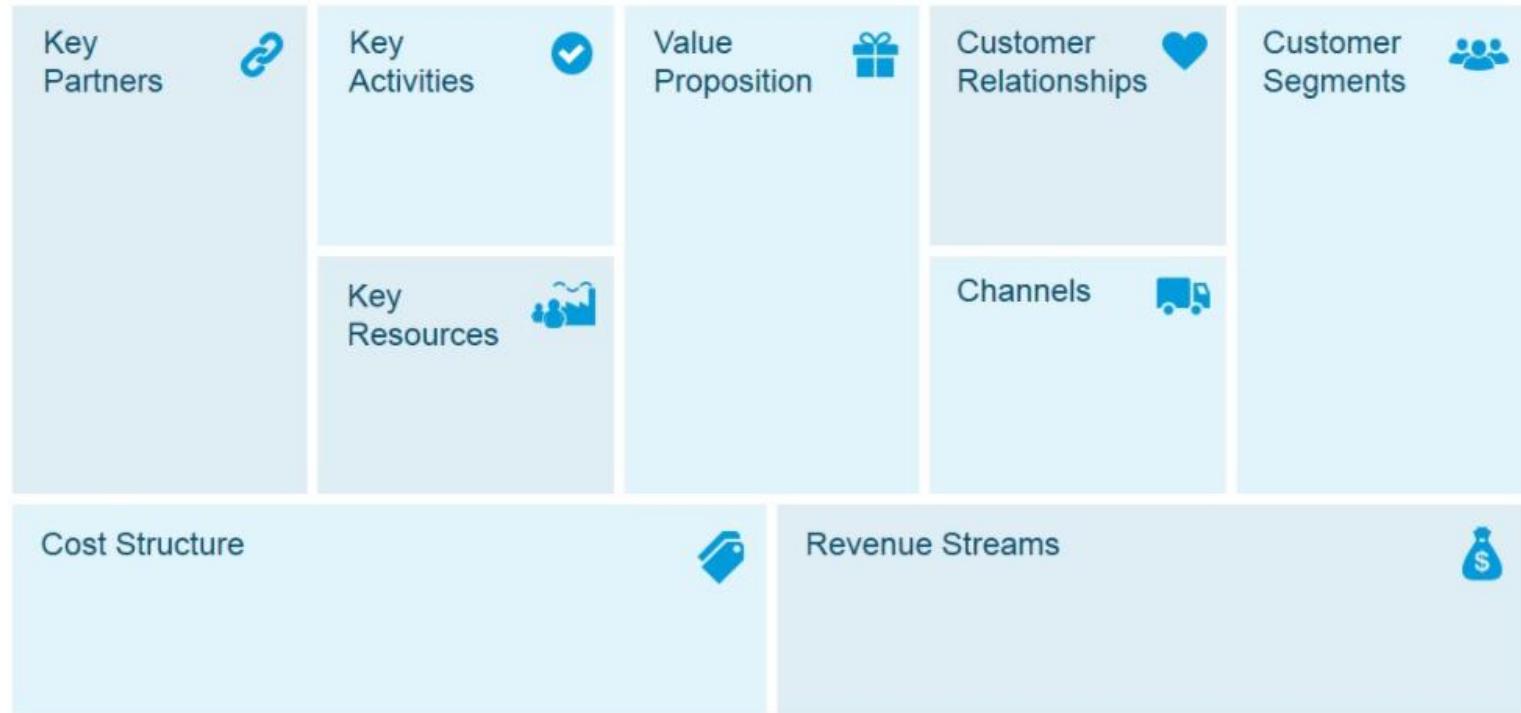 Key
Partners
Key
Activities
Value
Proposition
Customer
Relationships
Customer
Segments
Key
Resources
Channels
Cost Structure
Revenue Streams
$